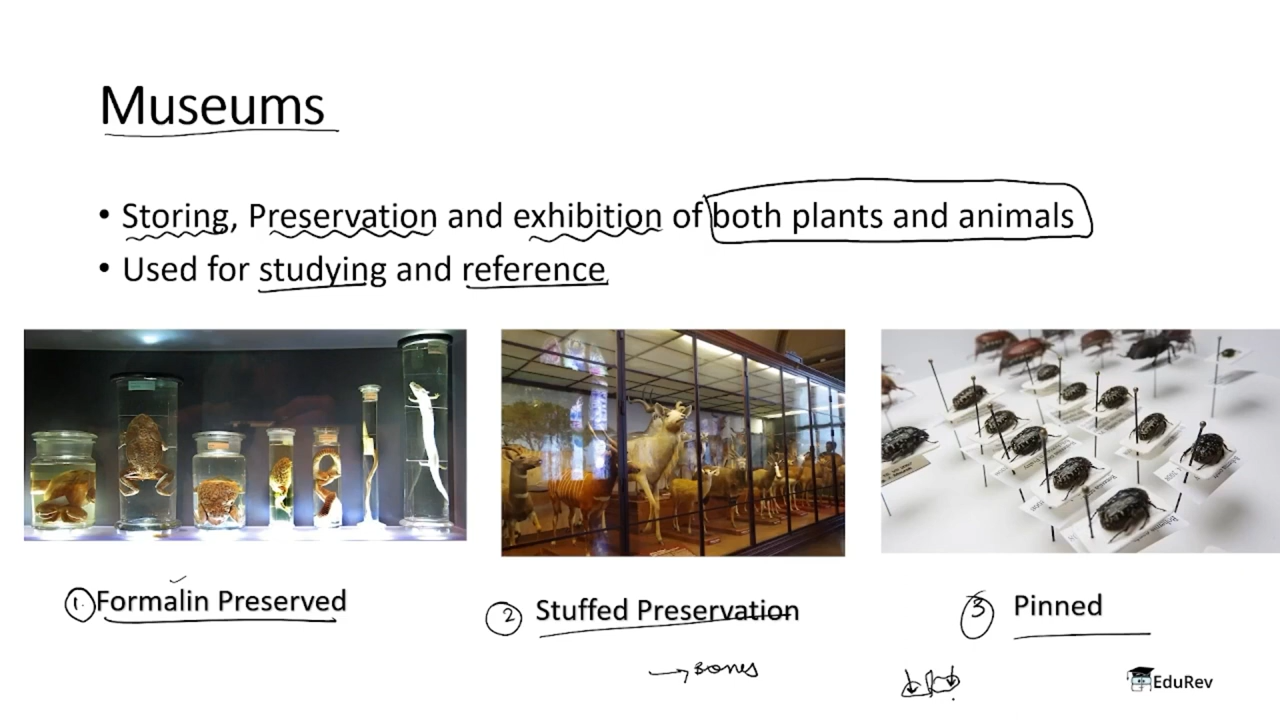 Museums
• Storing, Preservation and exhibition of both plants and animals
• Used for studying and reference
1. Formalin Preserved
2 Stuffed Preservation
3 Pinned
→ Bones
EduRev